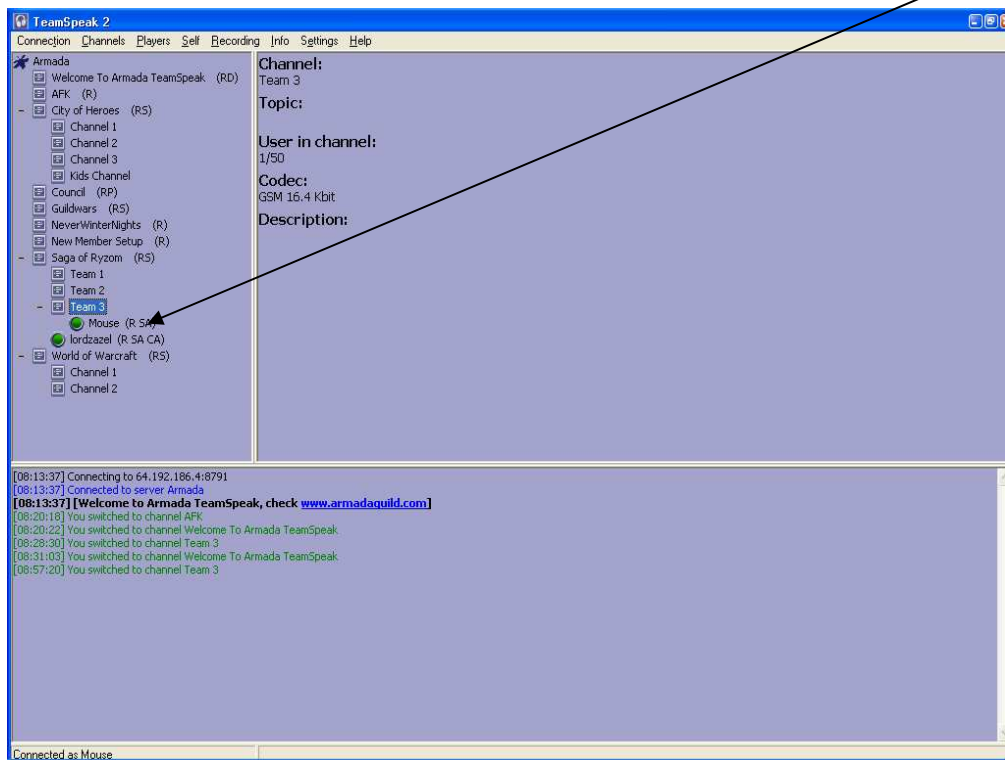 TeamSpeak 2
Connection Channels Players Self Recording Info Settings Help
Armada
Welcome To Armada TeamSpeak (RD)
AFK (R)
City of Heroes (RS)
Channel 1
Channel 2
Channel 3
Kids Channel
Council (RP)
Guildwars (RS)
NeverWinterNights (R)
New Member Setup (R)
Saga of Ryzom (RS)
Team 1
Team 2
Team 3
Mouse (R SA)
lordzazel (R SA CA)
World of Warcraft (RS)
Channel 1
Channel 2
Channel:
Team 3
Topic:
User in channel:
1/50
Codec:
GSM 16.4 Kbit
Description:
[08:13:37] Connecting to 64.192.186.4:8791
[08:13:37] Connected to server Armada
[08:13:37] [Welcome to Armada TeamSpeak, check www.armadaguild.com]
[08:20:18] You switched to channel AFK
[08:20:22] You switched to channel Welcome To Armada TeamSpeak
[08:28:30] You switched to channel Team 3
[08:31:03] You switched to channel Welcome To Armada TeamSpeak
[08:57:20] You switched to channel Team 3
Connected as Mouse